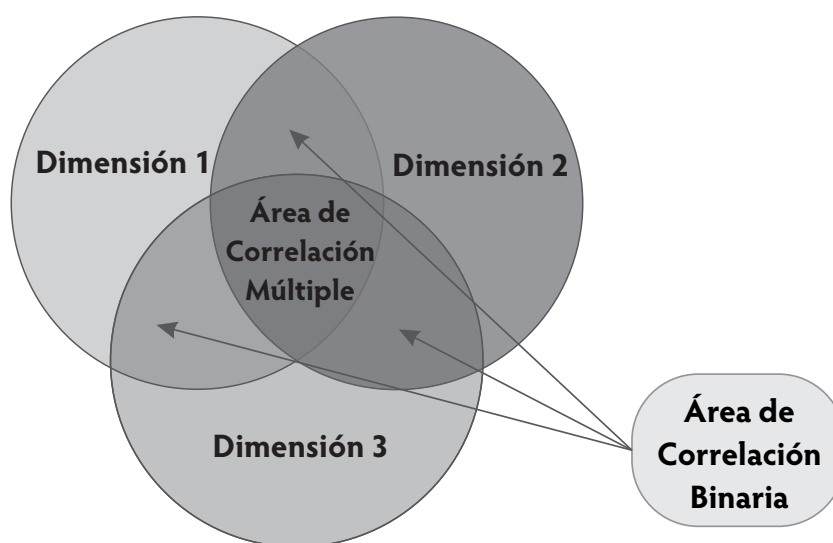 Dimensión 1
Dimensión 2
Área de
Correlación
Múltiple
Dimensión 3
Área de
Correlación
Binaria